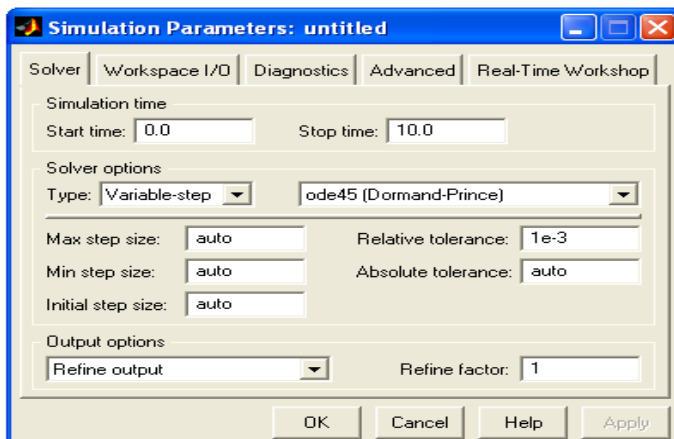 Simulation Parameters: untitled
Solver Workspace I/O Diagnostics Advanced Real-Time Workshop
Simulation time
Start time: 0.0 Stop time: 10.0
Solver options
Type: Variable-step ode45 (Dormand-Prince)
Max step size: auto Relative tolerance: 1e-3
Min step size: auto Absolute tolerance: auto
Initial step size: auto
Output options
Refine output Refine factor: 1
OK Cancel Help Apply